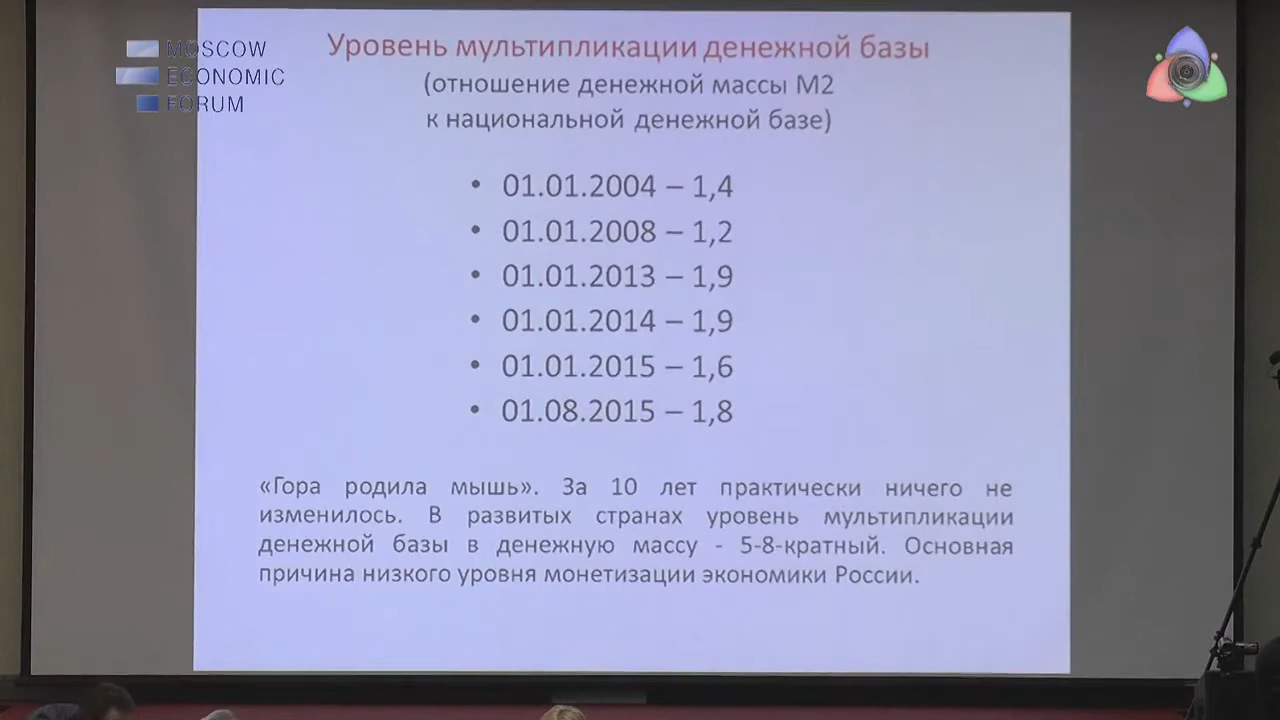 MOSCOW
ECONOMIC
FORUM
Уровень мультипликации денежной базы
(отношение денежной массы М2
к национальной денежной базе)
• 01.01.2004 – 1,4
• 01.01.2008 – 1,2
• 01.01.2013 – 1,9
• 01.01.2014 – 1,9
• 01.01.2015 – 1,6
• 01.08.2015 – 1,8
«Гора родила мышь». За 10 лет практически ничего не
изменилось. В развитых странах уровень мультипликации
денежной базы в денежную массу - 5-8-кратный. Основная
причина низкого уровня монетизации экономики России.